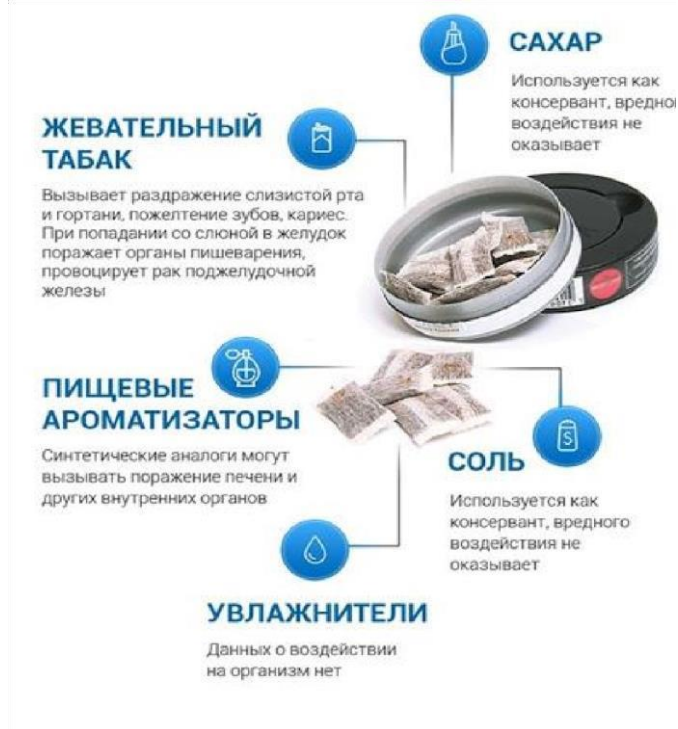 САХАР
Используется как
консервант, вредно
воздействия не
оказывает
ЖЕВАТЕЛЬНЫЙ
ТАБАК
Вызывает раздражение слизистой рта
и гортани, пожелтение зубов, кариес.
При попадании со слюной в желудок
поражает органы пишеварения,
провоцирует рак поджелудочной
железы
ПИЩЕВЫЕ
АРОМАТИЗАТОРЫ
Синтетические аналоги могут
вызывать поражение печени и
других внутренних органов
СОЛЬ
Используется как
консервант, вредного
воздействия не
оказывает
УВЛАЖНИТЕЛИ
Данных о воздействии
на организм нет